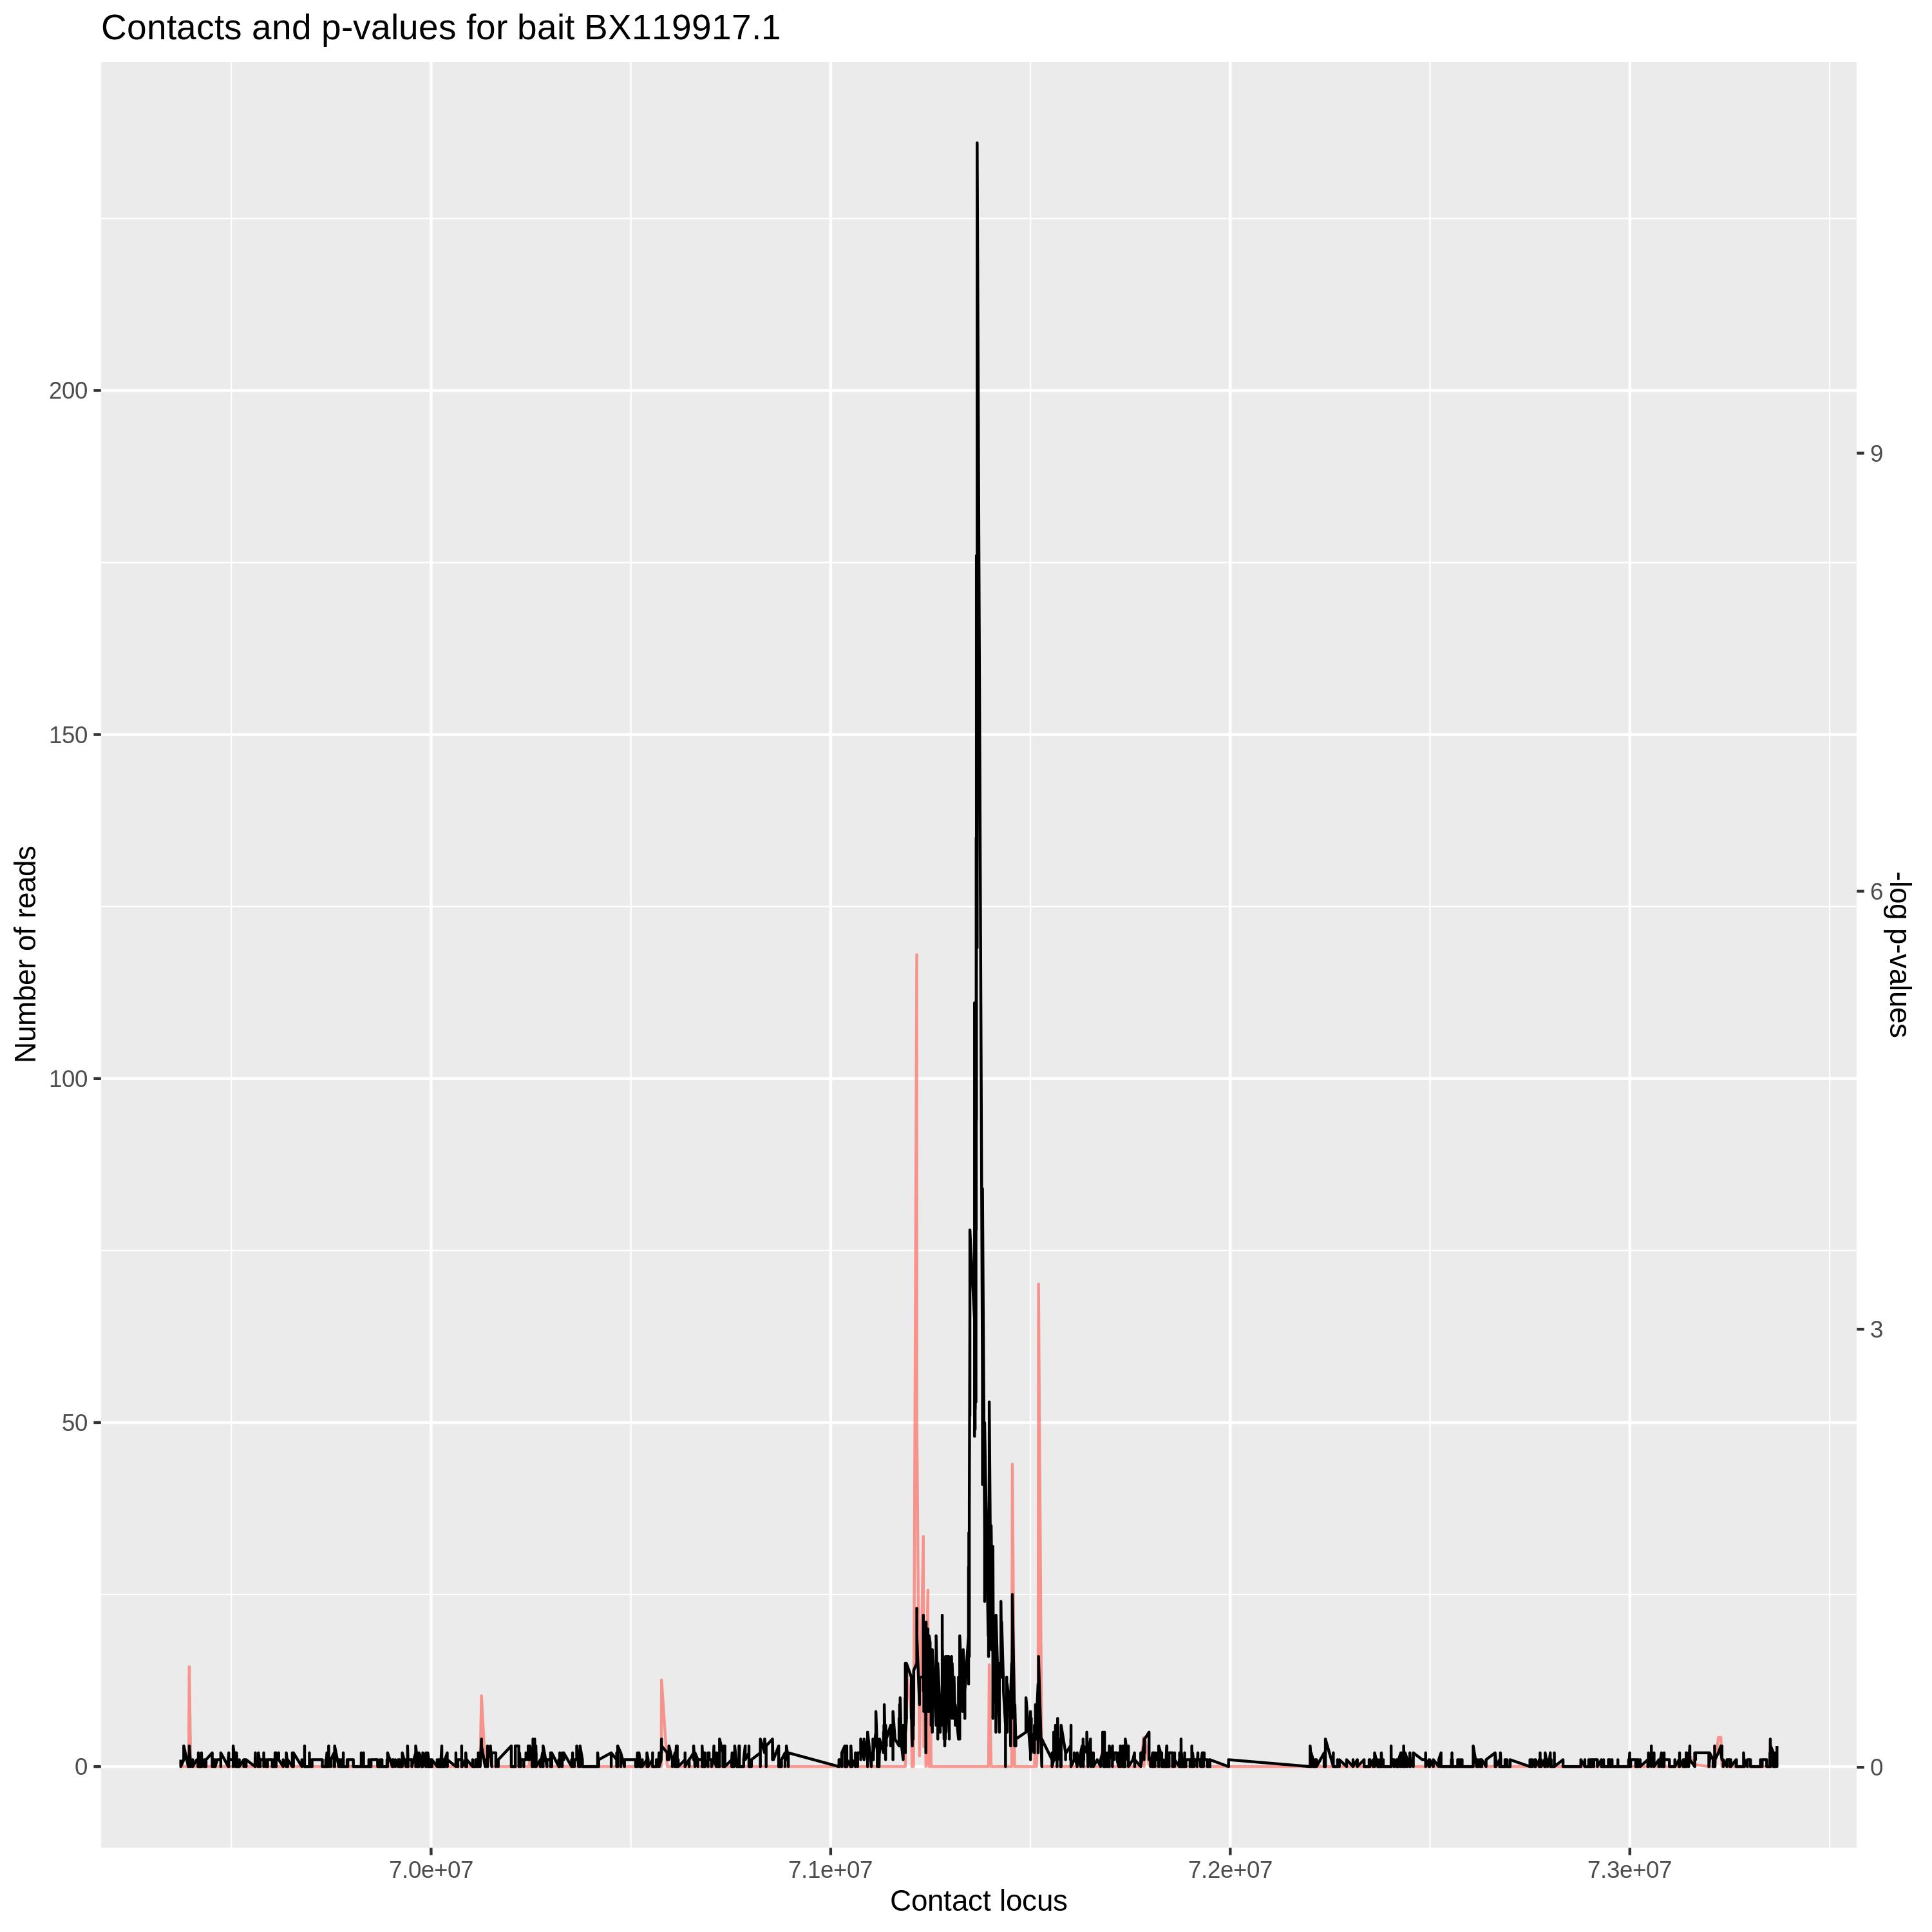 Contacts and p-values for bait BX119917.1
Number of reads
200
150
100
50
0
9
6
3
0
-log p-values
7.0e+07 7.1e+07 7.2e+07 7.3e+07
Contact locus